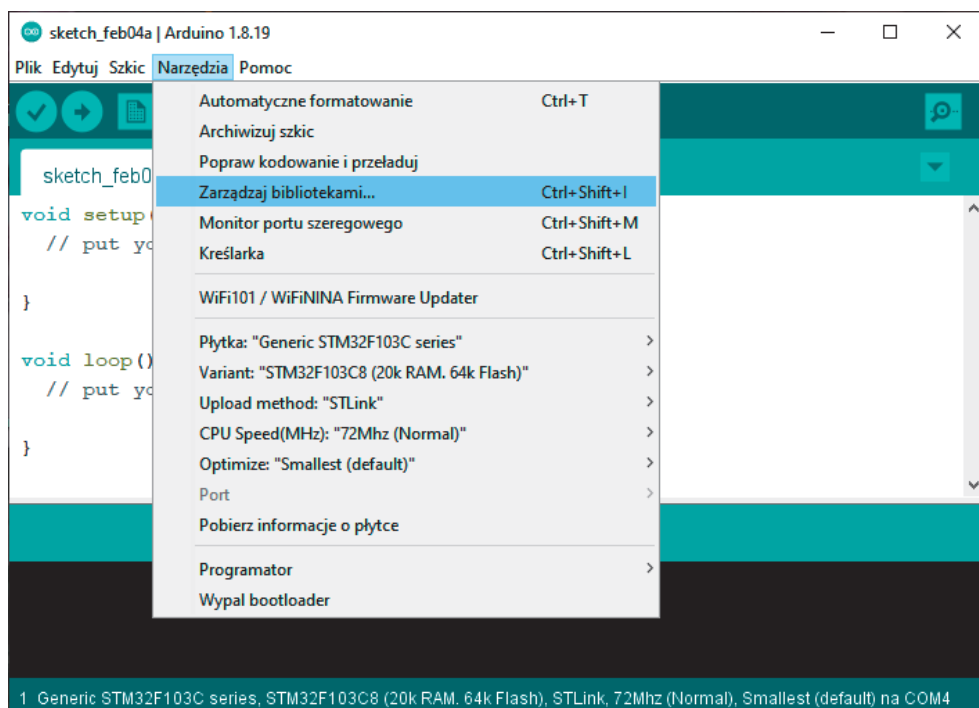 sketch_feb04a | Arduino 1.8.19
Plik Edytuj Szkic Narzędzia Pomoc
Automatyczne formatowanie Ctrl+T
Archiwizuj szkic
Popraw kodowanie i przeładuj
sketch_feb0
Zarządzaj bibliotekami... Ctrl+Shift+I
void setup(
Monitor portu szeregowego Ctrl+Shift+M
// put yo
Kreślarka Ctrl+Shift+L
}
WiFi101 / WiFiNINA Firmware Updater
Płytka: "Generic STM32F103C series"
void loop()
Variant: "STM32F103C8 (20k RAM. 64k Flash)"
// put yo
Upload method: "STLink"
CPU Speed(MHz): "72Mhz (Normal)"
}
Optimize: "Smallest (default)"
Port
Pobierz informacje o płytce
Programator
Wypal bootloader
1 Generic STM32F103C series, STM32F103C8 (20k RAM. 64k Flash), STLink, 72Mhz (Normal), Smallest (default) na COM4